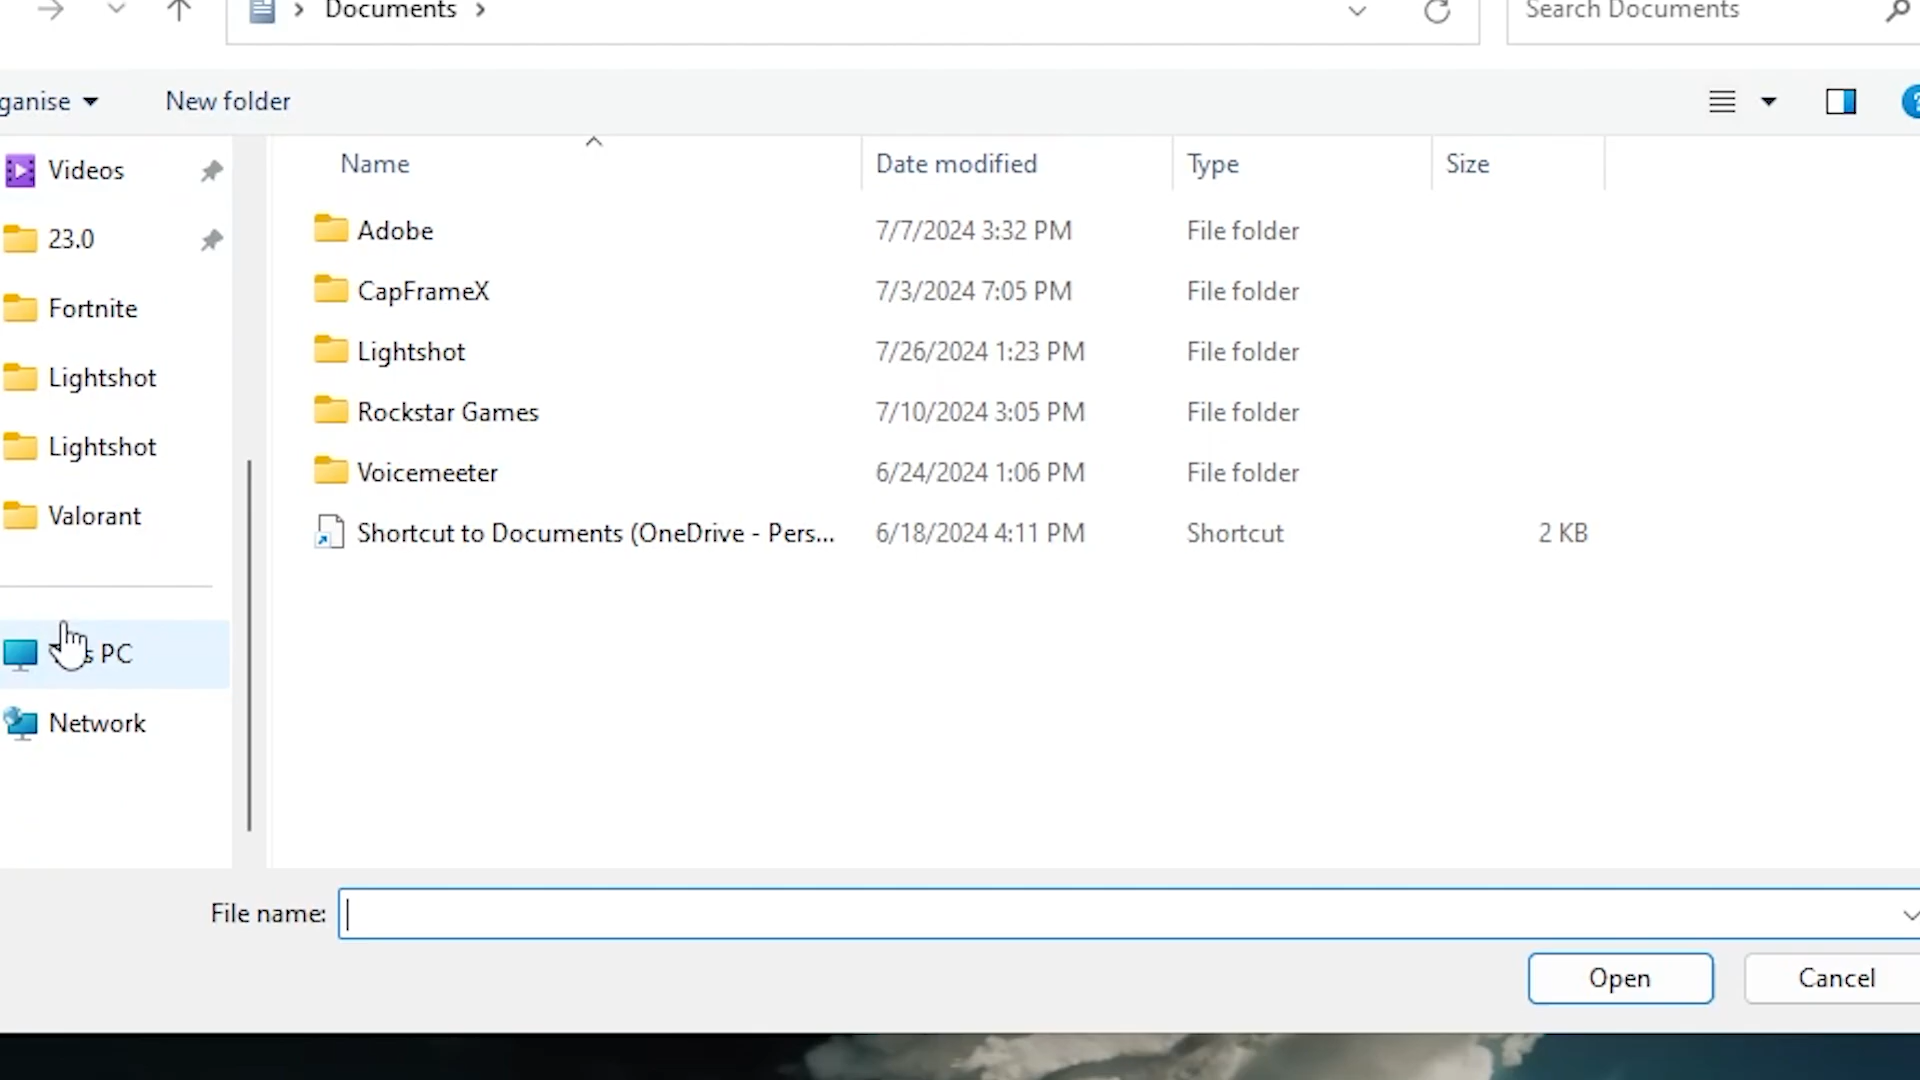 Documents
Search Documents
ganise
New folder
Name
Date modified
Type
Size
Videos
23.0
Fortnite
Lightshot
Lightshot
Valorant
PC
Network
Adobe 7/7/2024 3:32 PM File folder
CapFrameX 7/3/2024 7:05 PM File folder
Lightshot 7/26/2024 1:23 PM File folder
Rockstar Games 7/10/2024 3:05 PM File folder
Voicemeeter 6/24/2024 1:06 PM File folder
Shortcut to Documents (OneDrive - Pers... 6/18/2024 4:11 PM Shortcut 2 KB
File name:
Open
Cancel